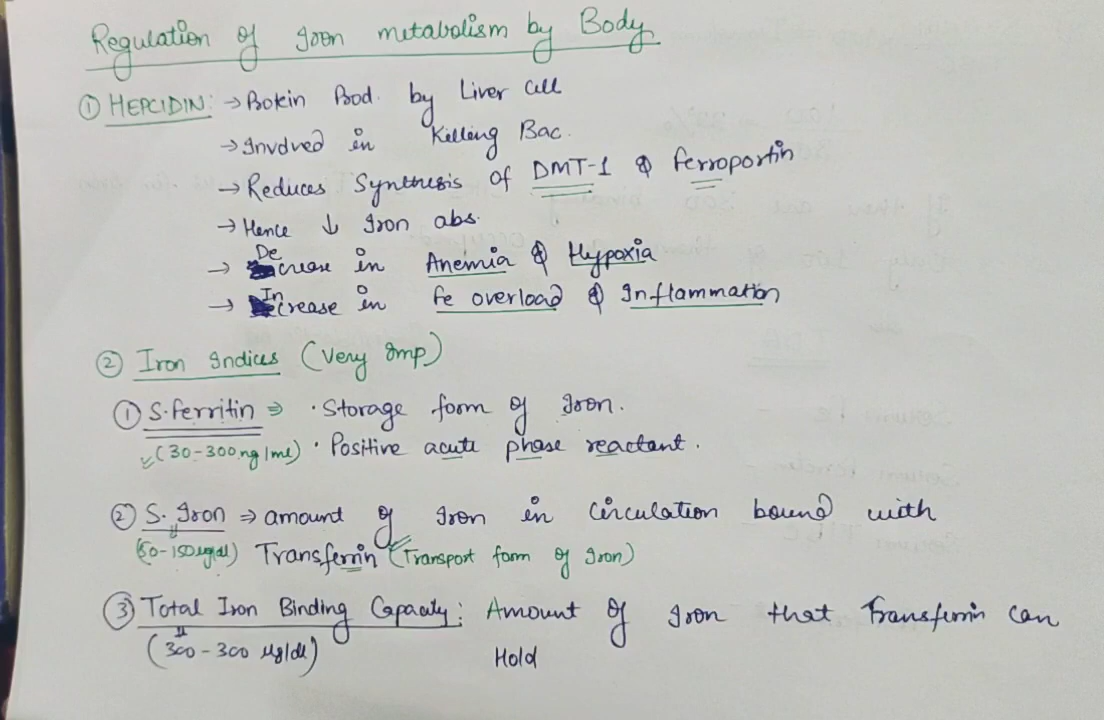 Regulation of Iron metabolism by Body
① HEPCIDIN: → Protein Prod. by Liver cell
→ Involved in Killing Bac.
→ Reduces Synthesis of DMT-1 & ferroportin
→ Hence ↓ Iron abs.
→ Decrease in Anemia & Hypoxia
→ Increase in Fe overload & Inflammation
② Iron Indices (Very Imp)
① S. ferritin ⇒ · Storage form of Iron.
(30-300 ng/ml) · Positive acute phase reactant.
② S. Iron ⇒ amount of Iron in Circulation bound with
(50-150 μg/dl) Transferrin (Transport form of Iron)
③ Total Iron Binding Capacity: Amount of Iron that Transferrin can
(300-300 μg/dl) Hold